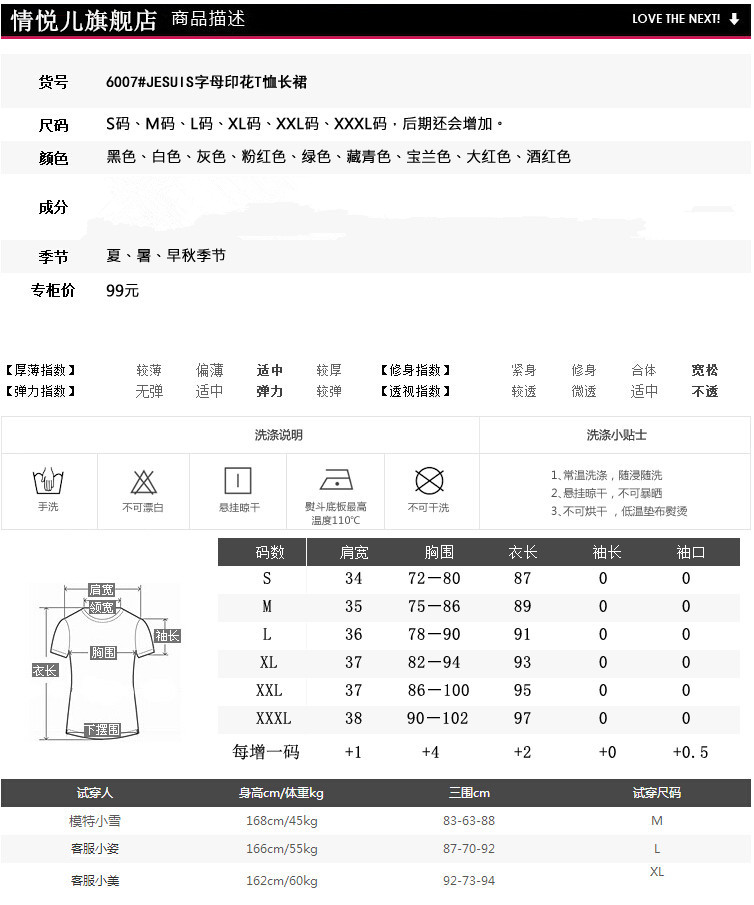 情悦儿旗舰店 商品描述 LOVE THE NEXT!
货号 6007#JESUIS字母印花T恤长裙
尺码 S码、M码、L码、XL码、XXL码、XXXL码，后期还会增加。
颜色 黑色、白色、灰色、粉红色、绿色、藏青色、宝兰色、大红色、酒红色
成分
季节 夏、暑、早秋季节
专柜价 99元
【厚薄指数】 较薄 偏薄 适中 较厚 【修身指数】 紧身 修身 合体 宽松
【弹力指数】 无弹 适中 弹力 较弹 【透视指数】 较透 微透 适中 不透
洗涤说明 洗涤小贴士
手洗 不可漂白 悬挂晾干 熨斗底板最高 不可干洗
温度110℃
1、常温洗涤，随浸随洗
2、悬挂晾干，不可暴晒
3、不可烘干，低温垫布熨烫
肩宽
领宽
袖长
胸围
衣长
下摆围
码数 肩宽 胸围 衣长 袖长 袖口
S 34 72—80 87 0 0
M 35 75—86 89 0 0
L 36 78—90 91 0 0
XL 37 82—94 93 0 0
XXL 37 86—100 95 0 0
XXXL 38 90—102 97 0 0
每增一码 +1 +4 +2 +0 +0.5
试穿人 身高cm/体重kg 三围cm 试穿尺码
模特小雪 168cm/45kg 83-63-88 M
客服小姿 166cm/55kg 87-70-92 L
客服小美 162cm/60kg 92-73-94 XL